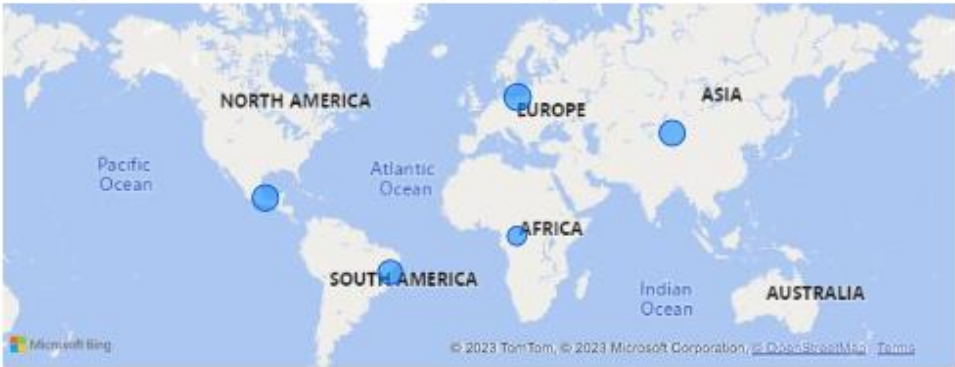 NORTH AMERICA
EUROPE
ASIA
Pacific
Ocean
Atlantic
Ocean
AFRICA
SOUTH AMERICA
Indian
Ocean
AUSTRALIA
Microsoft Bing
© 2023 TomTom, © 2023 Microsoft Corporation, © OpenStreetMap Terms